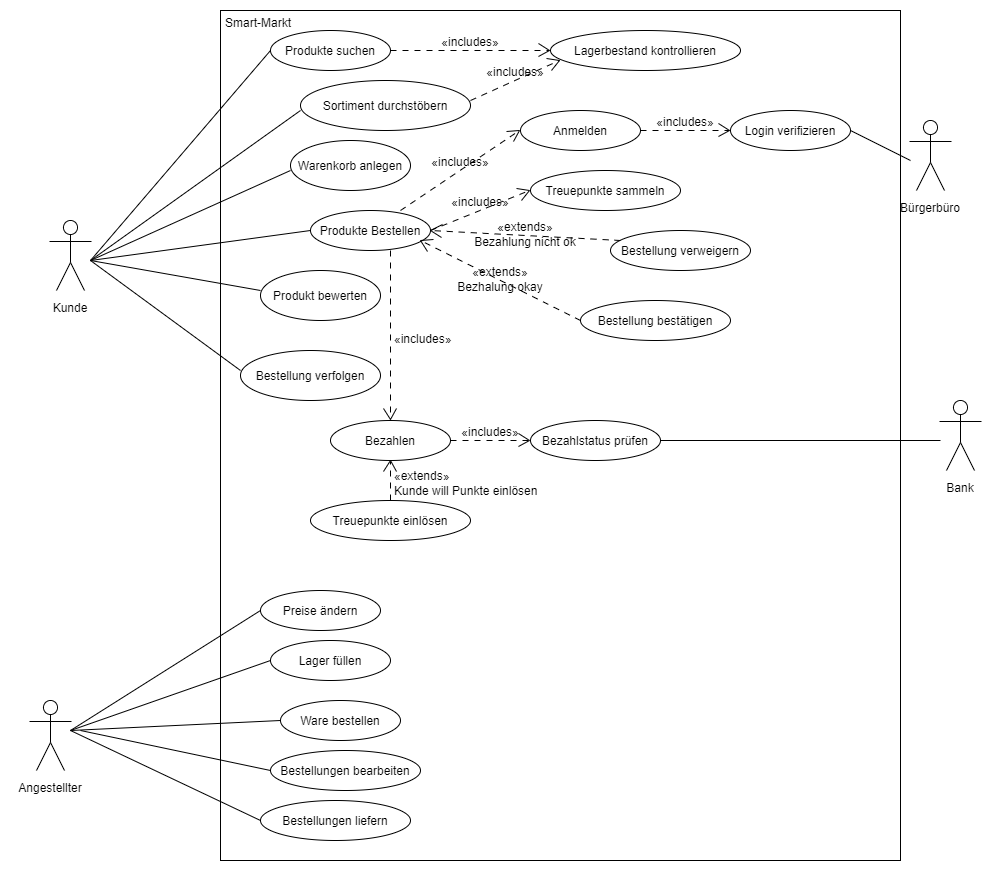 Smart-Markt
Produkte suchen
«includes»
Lagerbestand kontrollieren
«includes»
Sortiment durchstöbern
Anmelden
«includes»
Login verifizieren
Warenkorb anlegen
«includes»
Treuepunkte sammeln
«includes»
Bürgerbüro
Produkte Bestellen
«extends»
Bezahlung nicht ok
Bestellung verweigern
Kunde
«extends»
Bezhalung okay
Produkt bewerten
Bestellung bestätigen
«includes»
Bestellung verfolgen
Bezahlen
«includes»
Bezahlstatus prüfen
Bank
«extends»
Kunde will Punkte einlösen
Treuepunkte einlösen
Preise ändern
Lager füllen
Ware bestellen
Bestellungen bearbeiten
Angestellter
Bestellungen liefern